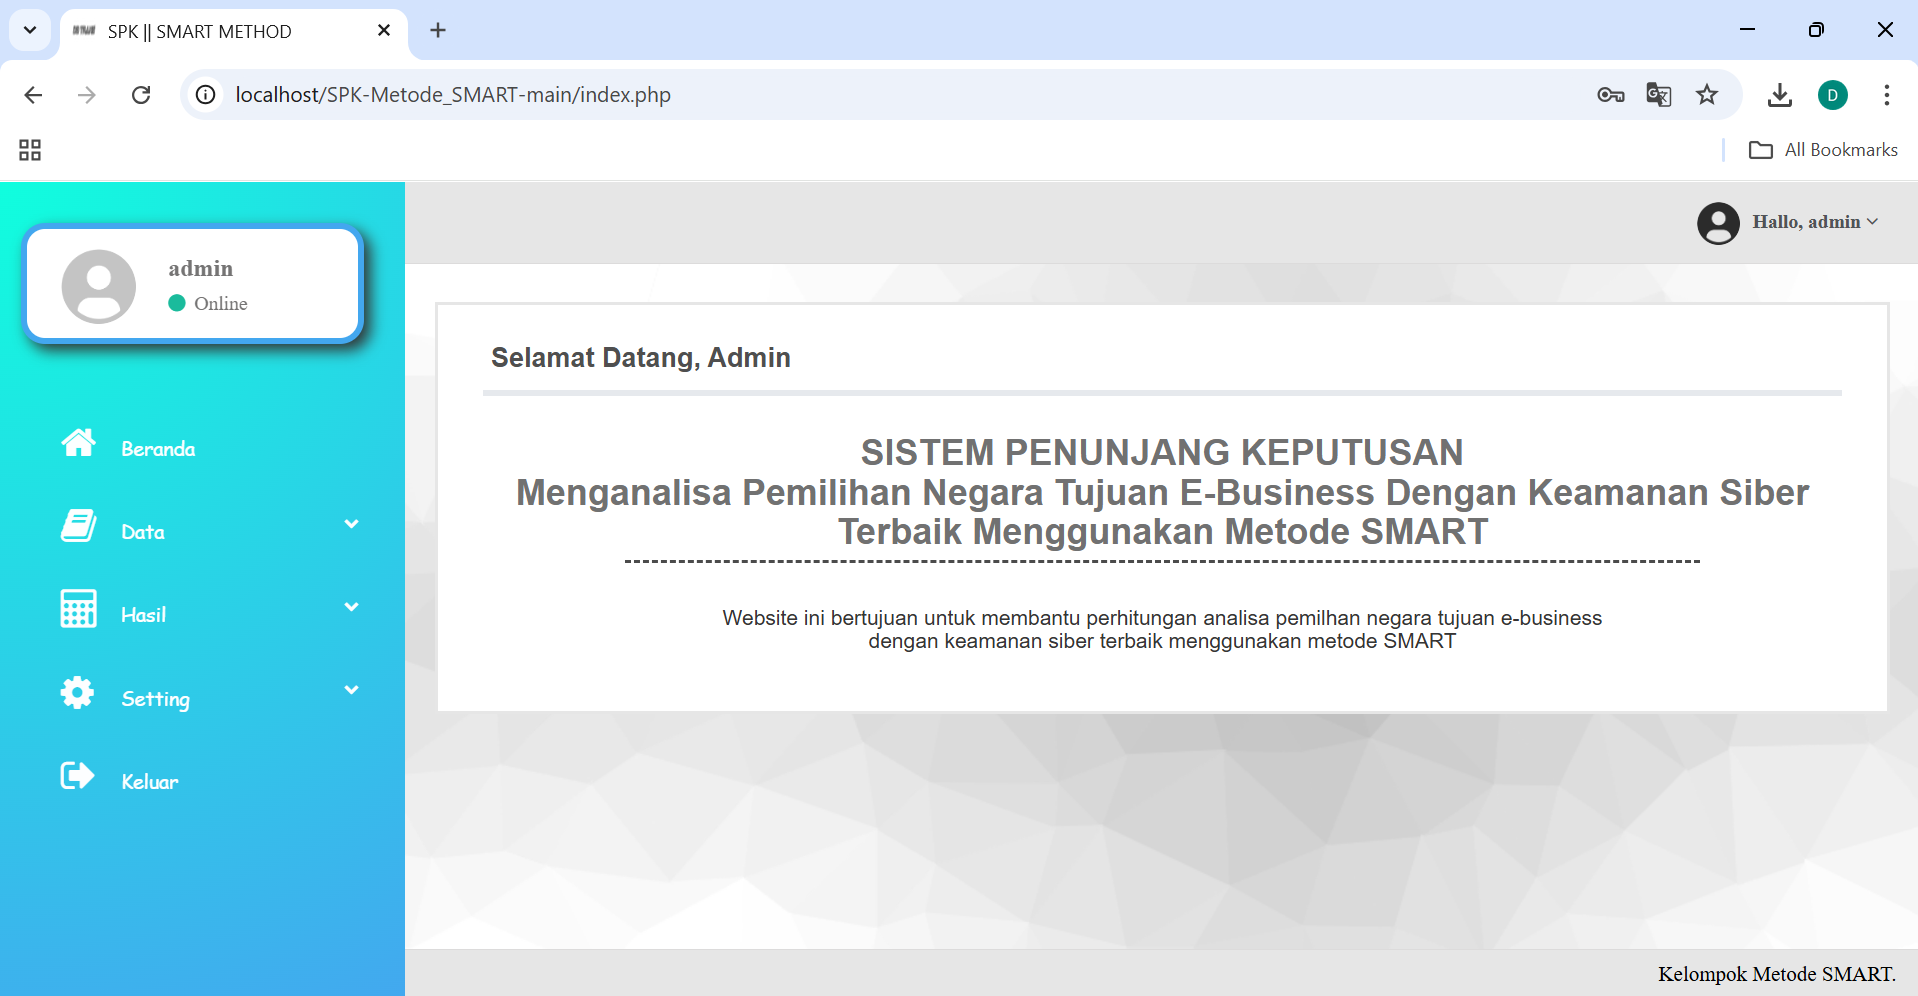 SPK || SMART METHOD
localhost/SPK-Metode_SMART-main/index.php
D
All Bookmarks
Hallo, admin
admin
Online
Selamat Datang, Admin
SISTEM PENUNJANG KEPUTUSAN
Menganalisa Pemilihan Negara Tujuan E-Business Dengan Keamanan Siber
Terbaik Menggunakan Metode SMART
Website ini bertujuan untuk membantu perhitungan analisa pemilhan negara tujuan e-business
dengan keamanan siber terbaik menggunakan metode SMART
Beranda
Data
Hasil
Setting
Keluar
Kelompok Metode SMART.